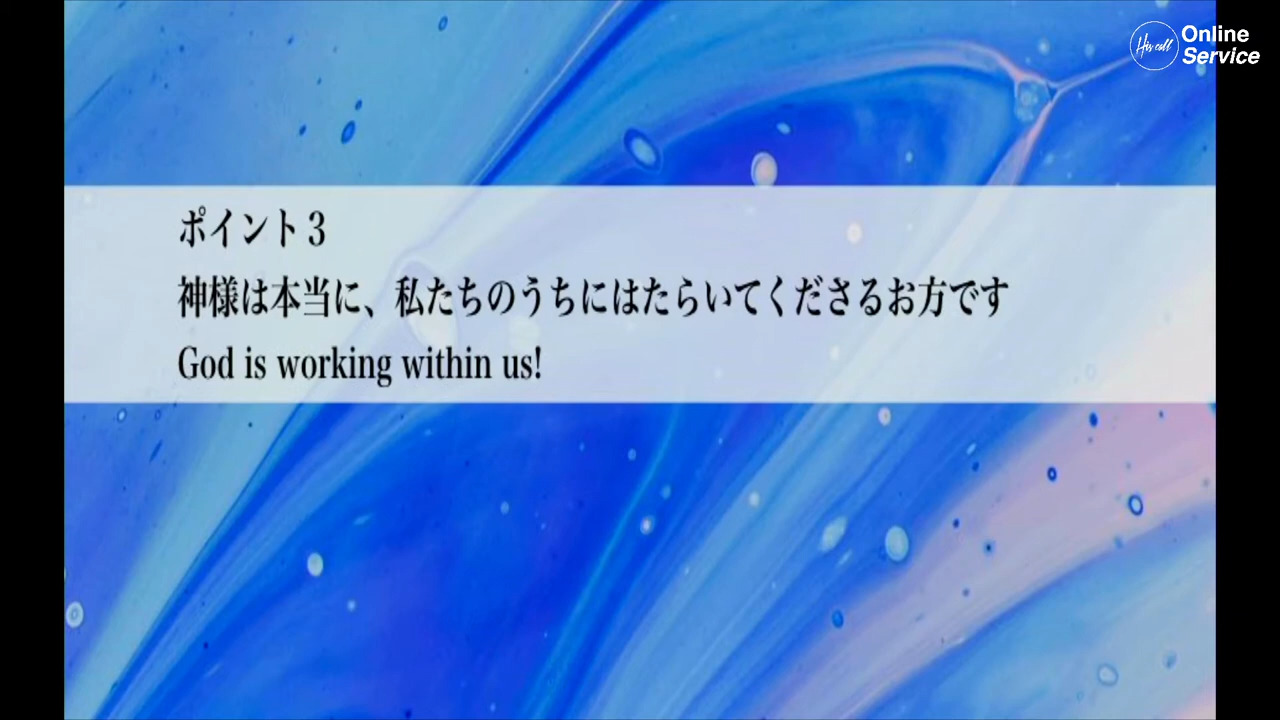 His call
Online
Service
ポイント３
神様は本当に、私たちのうちにはたらいてくださるお方です
God is working within us!